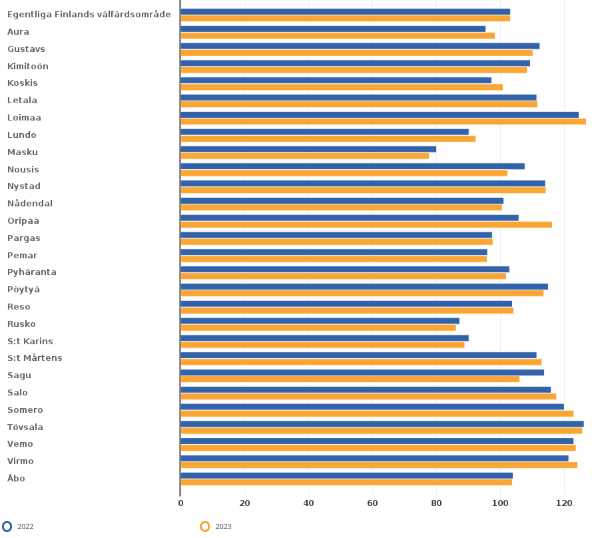 Egentliga Finlands välfärdsområde
Aura
Gustavs
Kimitoön
Koskis
Letala
Loimaa
Lundo
Masku
Nousis
Nystad
Nådendal
Oripää
Pargas
Pemar
Pyhäranta
Pöytyä
Reso
Rusko
S:t Karins
S:t Mårtens
Sagu
Salo
Somero
Tövsala
Vemo
Virmo
Åbo
0 20 40 60 80 100 120
2022 2023